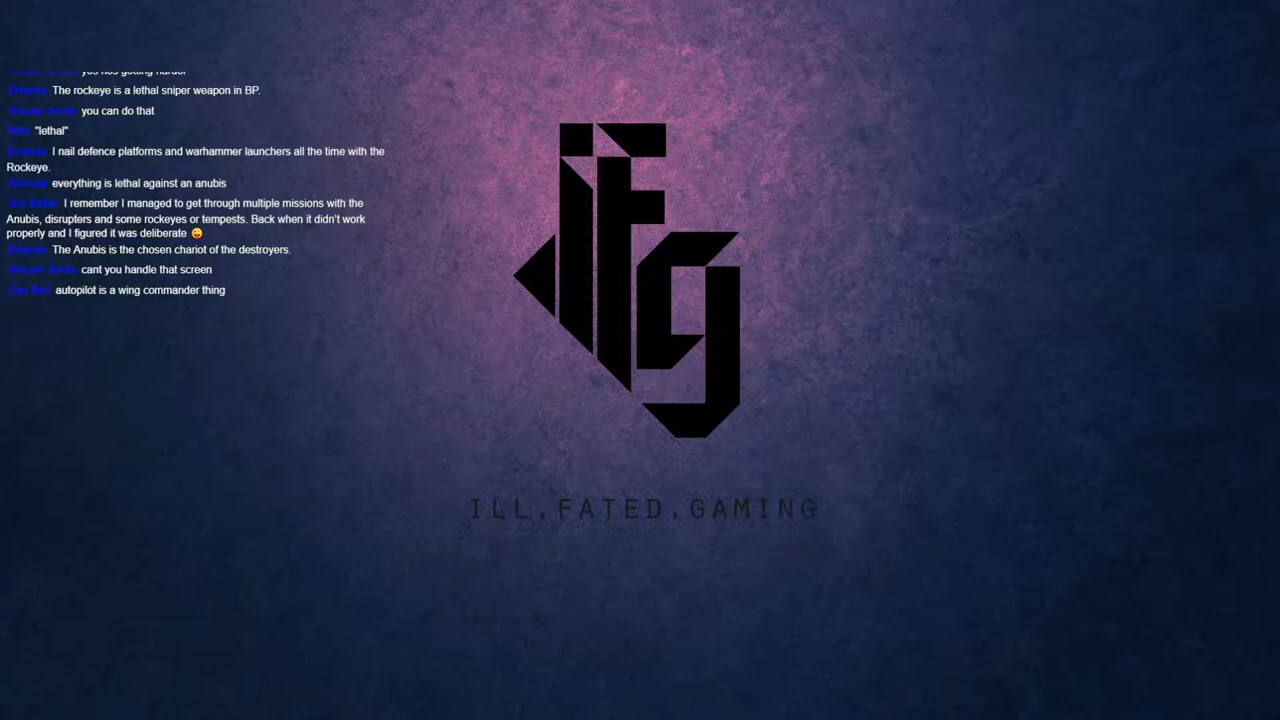 The rockeye is a lethal sniper weapon in BP.
you can do that
"lethal"
I nail defence platforms and warhammer launchers all the time with the
Rockeye.
everything is lethal against an anubis
I remember I managed to get through multiple missions with the
Anubis, disrupters and some rockeyes or tempests. Back when it didn't work
properly and I figured it was deliberate 😛
The Anubis is the chosen chariot of the destroyers.
cant you handle that screen
autopilot is a wing commander thing
iFg
ILL.FATED.GAMING